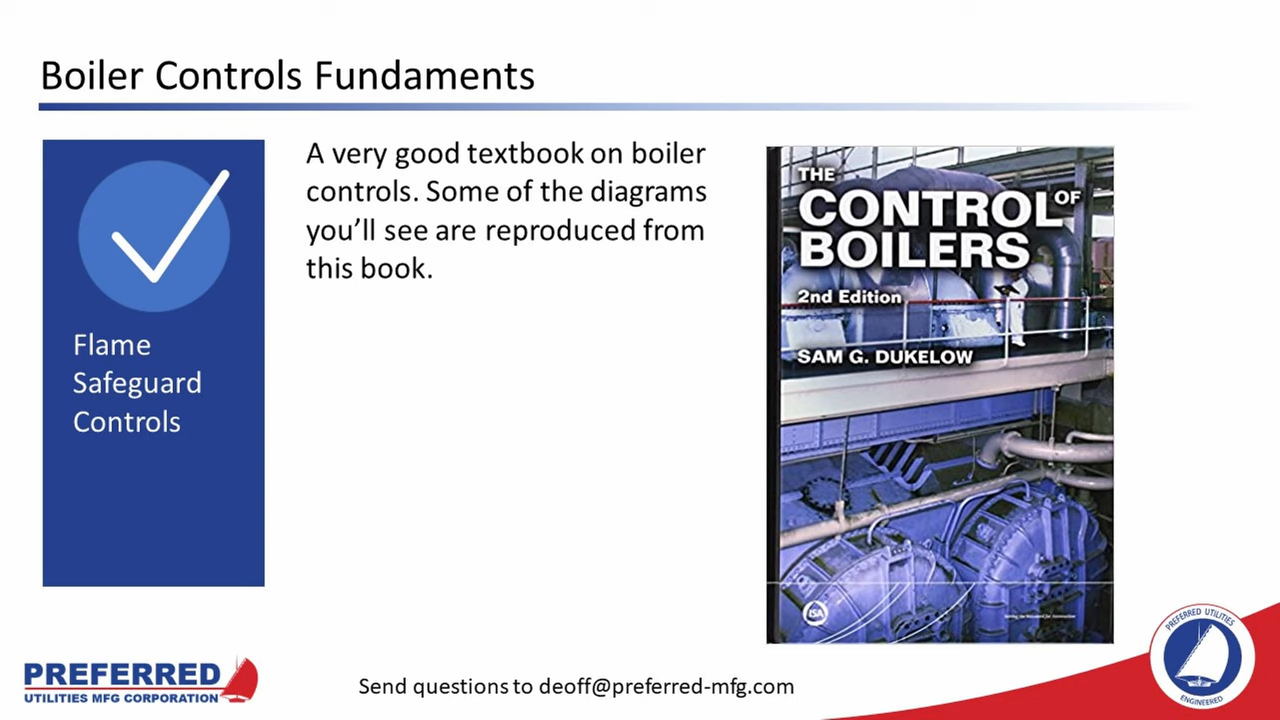 Boiler Controls Fundaments
Flame
Safeguard
Controls
A very good textbook on boiler
controls. Some of the diagrams
you'll see are reproduced from
this book.
THE
CONTROL OF
BOILERS
2nd Edition
SAM G. DUKELOW
ISA
PREFERRED
UTILITIES MFG CORPORATION
Send questions to deoff@preferred-mfg.com
PREFERRED UTILITIES
ENGINEERED